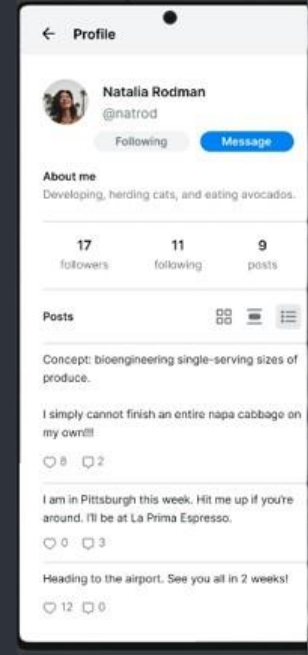 Profile
Natalia Rodman
@natrod
Following
Message
About me
Developing, herding cats, and eating avocados.
17
11
9
followers
following
posts
Posts
Concept: bioengineering single-serving sizes of
produce.
I simply cannot finish an entire napa cabbage on
my own!!!
8
2
I am in Pittsburgh this week. Hit me up if you're
around. I'll be at La Prima Espresso.
0
3
Heading to the airport. See you all in 2 weeks!
12
0